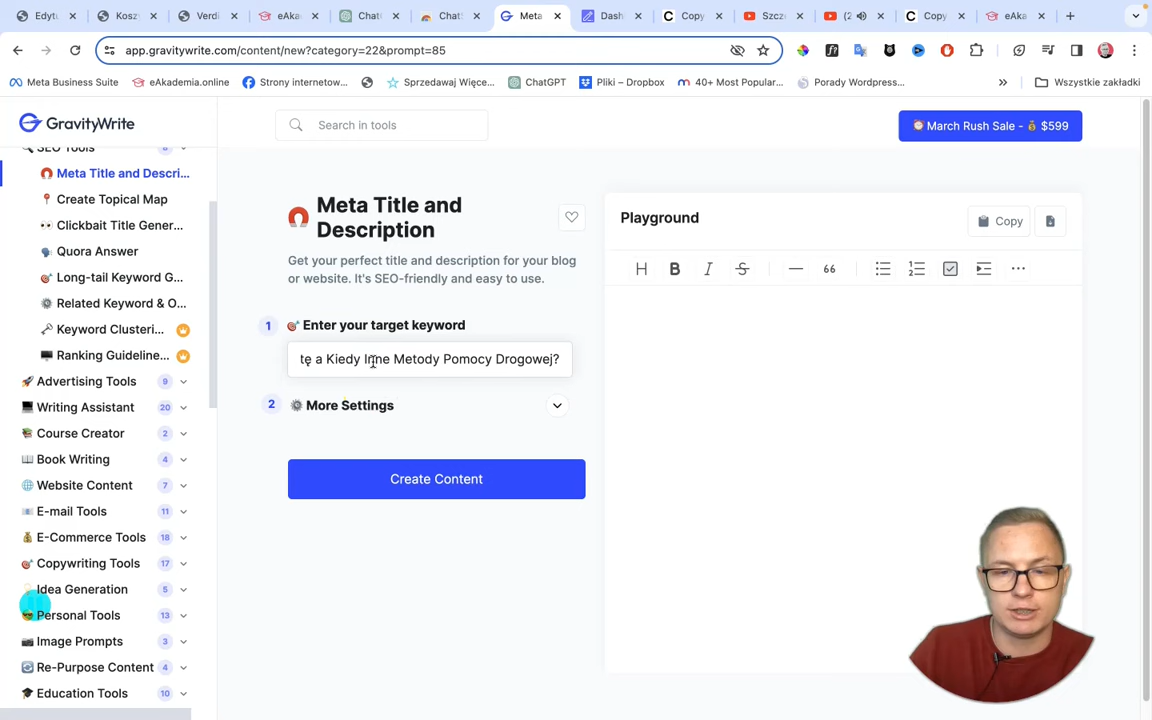 Edytu
Kosz
Verdi
eAka
Chat
ChatS
Meta
Dash
Copy
Szcze
(2
Copy
eAka
app.gravitywrite.com/content/new?category=22&prompt=85
Meta Business Suite
eAkademia.online
Strony internetow...
Sprzedawaj Więce...
ChatGPT
Pliki – Dropbox
40+ Most Popular...
Porady Wordpress...
Wszystkie zakładki
GravityWrite
Search in tools
March Rush Sale - $599
SEO Tools
Meta Title and Descri...
Create Topical Map
Clickbait Title Gener...
Quora Answer
Long-tail Keyword G...
Related Keyword & O...
Keyword Clusteri...
Ranking Guideline...
Advertising Tools 9
Writing Assistant 20
Course Creator 2
Book Writing 4
Website Content 7
E-mail Tools 11
E-Commerce Tools 18
Copywriting Tools 17
Idea Generation 5
Personal Tools 13
Image Prompts 3
Re-Purpose Content 4
Education Tools 10
Meta Title and
Description
Get your perfect title and description for your blog
or website. It's SEO-friendly and easy to use.
1 Enter your target keyword
tę a Kiedy Inne Metody Pomocy Drogowej?
2 More Settings
Create Content
Playground
Copy
H B I S 66